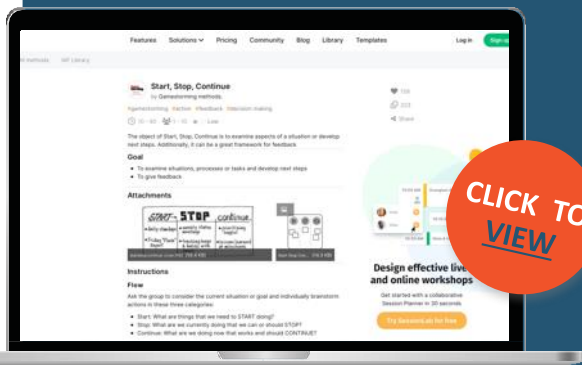 Features Solutions Pricing Community Blog Library Templates Log in Sign up
All methods My Library
Start, Stop, Continue
by Gamestorming methods.
#gamestorming #action #feedback #decision making
The object of Start, Stop, Continue is to examine aspects of a situation or develop
next steps. Additionally, it can be a great framework for feedback
Share
Goal
To examine situations, processes or tasks and develop next steps
To give feedback
Attachments
START- STOP continue
Instructions
Flow
Ask the group to consider the current situation or goal and individually brainstorm
actions in these three categories:
Start: What are things that we need to START doing?
Stop: What are we currently doing that we can or should STOP?
Continue: What are we doing now that works and should CONTINUE?
Design effective live
and online workshops
Get started with a collaborative
Session Planner in 20 seconds
Try SessionLab for free
CLICK TO
VIEW